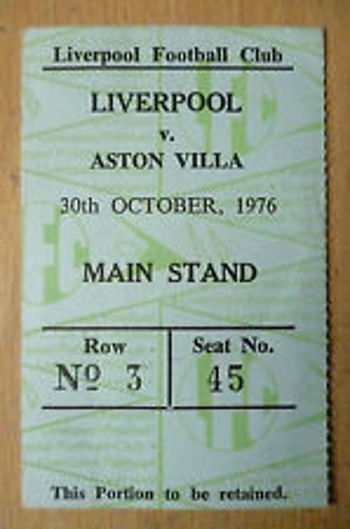 Liverpool Football Club
LIVERPOOL
v.
ASTON VILLA
30th OCTOBER, 1976
MAIN STAND
Row
Nº 3
Seat No.
45
This Portion to be retained.